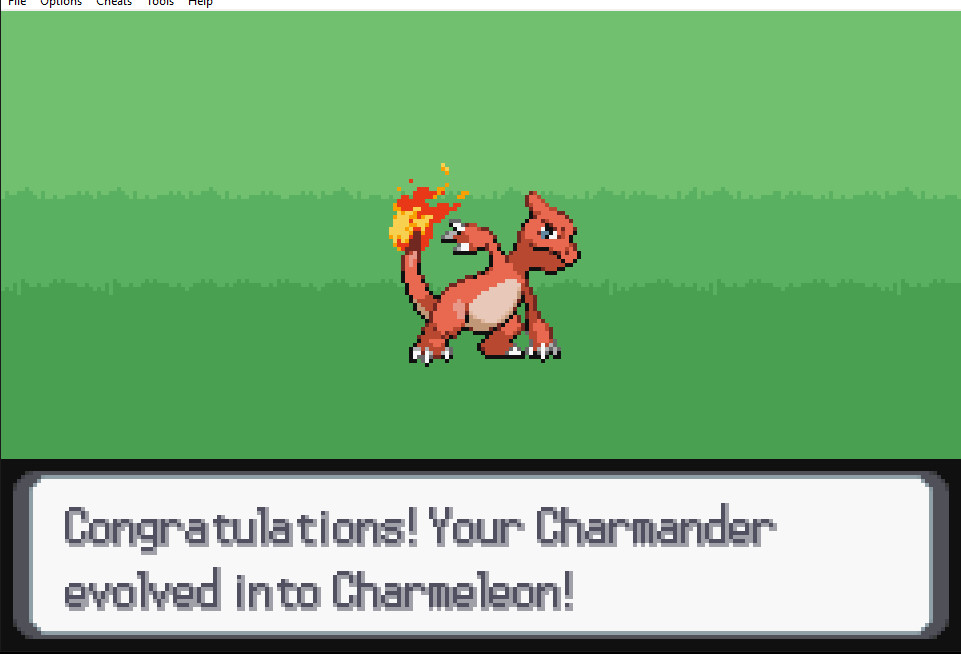 File Options Cheats Tools Help
Congratulations! Your Charmander
evolved into Charmeleon!